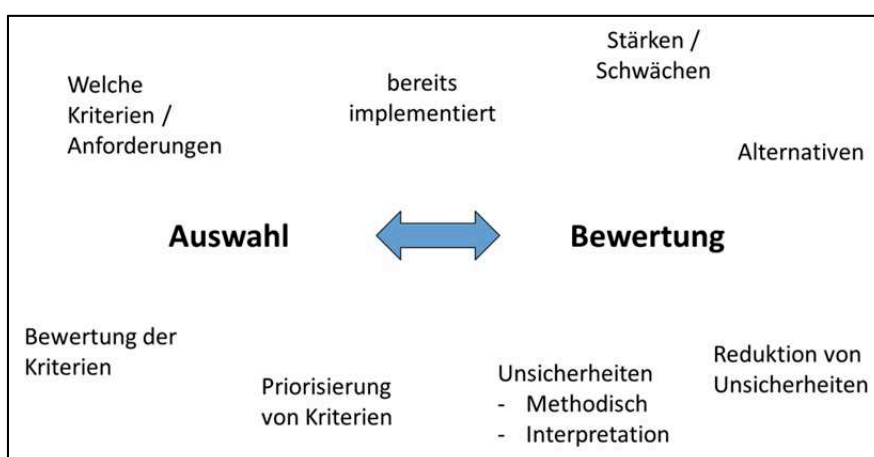 Welche
Kriterien /
Anforderungen
bereits
implementiert
Stärken /
Schwächen
Alternativen
Auswahl
Bewertung
Bewertung der
Kriterien
Priorisierung
von Kriterien
Unsicherheiten
- Methodisch
- Interpretation
Reduktion von
Unsicherheiten